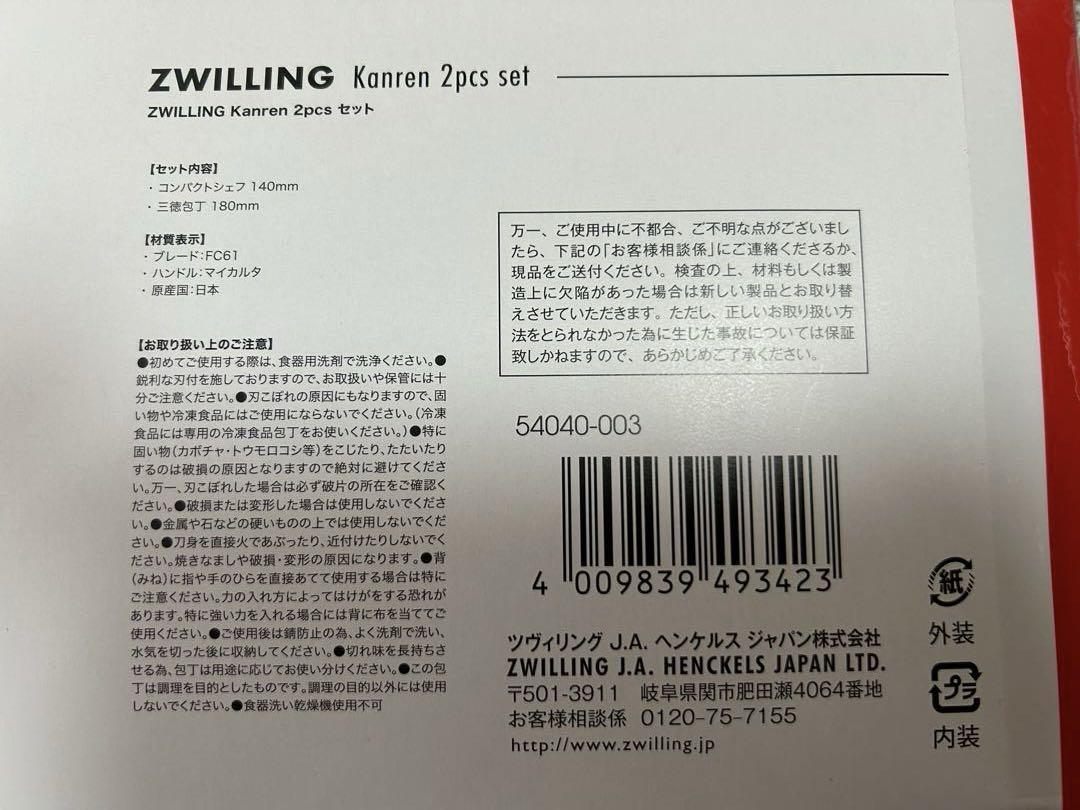 ZWILLING Kanren 2pcs set
ZWILLING Kanren 2pcs セット
【セット内容】
・コンパクトシェフ 140mm
・三徳包丁 180mm
【材質表示】
・ブレード:FC61
・ハンドル:マイカルタ
・原産国:日本
【お取り扱い上のご注意】
●初めてご使用する際は、食器用洗剤で洗浄ください。●
鋭利な刃付を施しておりますので、お取扱いや保管には十
分ご注意ください。●刃こぼれの原因にもなりますので、固
い物や冷凍食品にはご使用にならないでください。(冷凍
食品には専用の冷凍食品包丁をお使いください。)●特に
固い物(カボチャ・トウモロコシ等)をこじたり、たたいたり
するのは破損の原因となりますので絶対に避けてくださ
い。万一、刃こぼれした場合は必ず破片の所在をご確認く
ださい。●破損または変形した場合は使用しないでくださ
い。●金属や石などの硬いものの上では使用しないでくだ
さい。●刀身を直接火であぶったり、近付けたりしないでく
ださい。焼きなましや破損・変形の原因になります。●背
(みね)に指や手のひらを直接あてて使用する場合は特に
ご注意ください。力の入れ方によってはけがをする恐れが
あります。特に強い力を入れる場合には背に布を当ててご
使用ください。●ご使用後は錆防止の為、よく洗剤で洗い、
水気を切った後に収納してください。●切れ味を長持ちさ
せる為、包丁は用途に応じてお使い分けください。●この包
丁は調理を目的としたものです。調理の目的以外には使用
しないでください。●食器洗い乾燥機使用不可
万一、ご使用中に不都合、ご不明な点がございまし
たら、下記の「お客様相談係」にご連絡くださるか、
現品をご送付ください。検査の上、材料もしくは製
造上に欠陥があった場合は新しい製品とお取り替
えさせていただきます。ただし、正しいお取り扱い方
法をとられなかった為に生じた事故については保証
致しかねますので、あらかじめご了承ください。
54040-003
4 009839 493423
ツヴィリング J.A. ヘンケルス ジャパン株式会社
ZWILLING J.A. HENCKELS JAPAN LTD.
〒501-3911 岐阜県関市肥田瀬4064番地
お客様相談係 0120-75-7155
http://www.zwilling.jp
紙
外装
プラ
内装